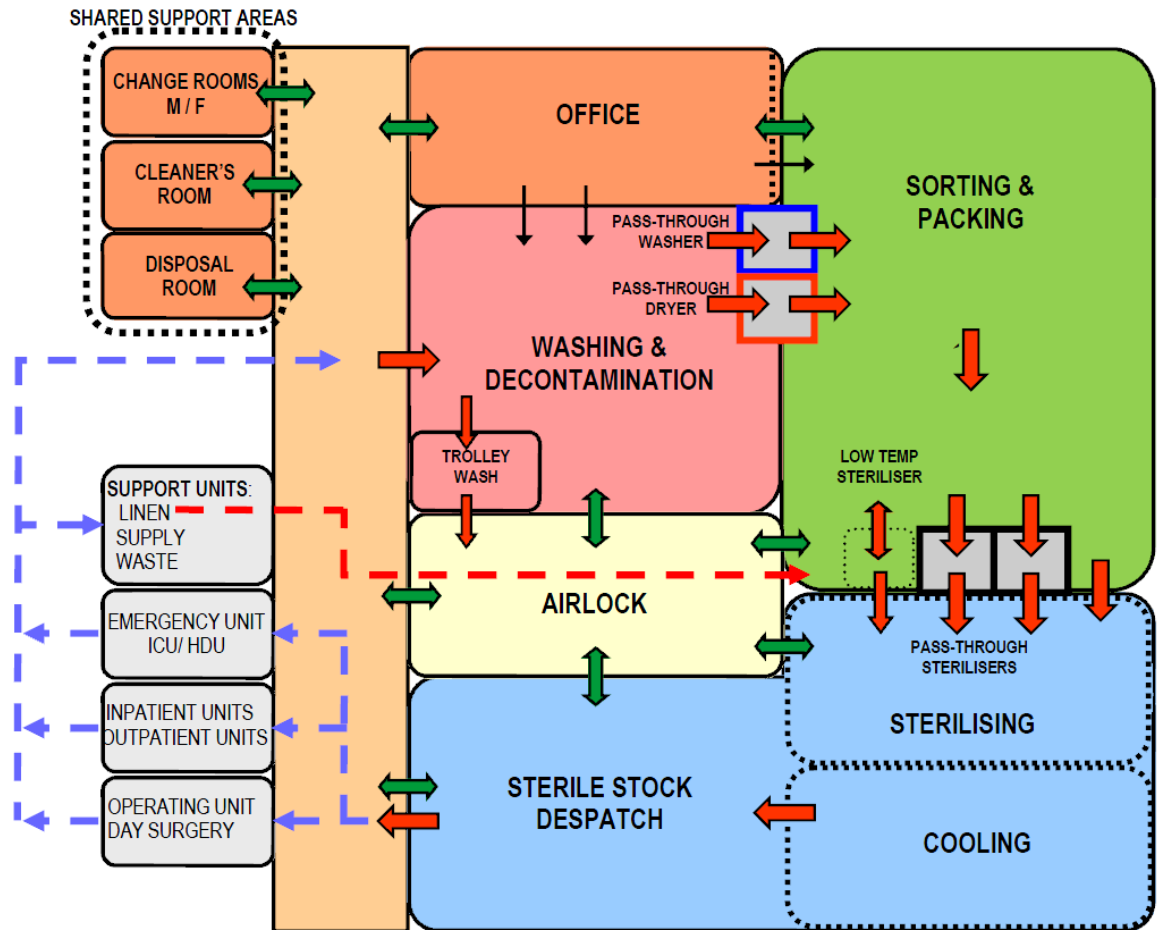 SHARED SUPPORT AREAS
CHANGE ROOMS
M / F
CLEANER'S
ROOM
DISPOSAL
ROOM
OFFICE
SORTING &
PACKING
PASS-THROUGH
WASHER
PASS-THROUGH
DRYER
WASHING &
DECONTAMINATION
TROLLEY
WASH
LOW TEMP
STERILISER
SUPPORT UNITS:
LINEN
SUPPLY
WASTE
AIRLOCK
EMERGENCY UNIT
ICU/ HDU
PASS-THROUGH
STERILISERS
INPATIENT UNITS
OUTPATIENT UNITS
STERILISING
OPERATING UNIT
DAY SURGERY
STERILE STOCK
DESPATCH
COOLING